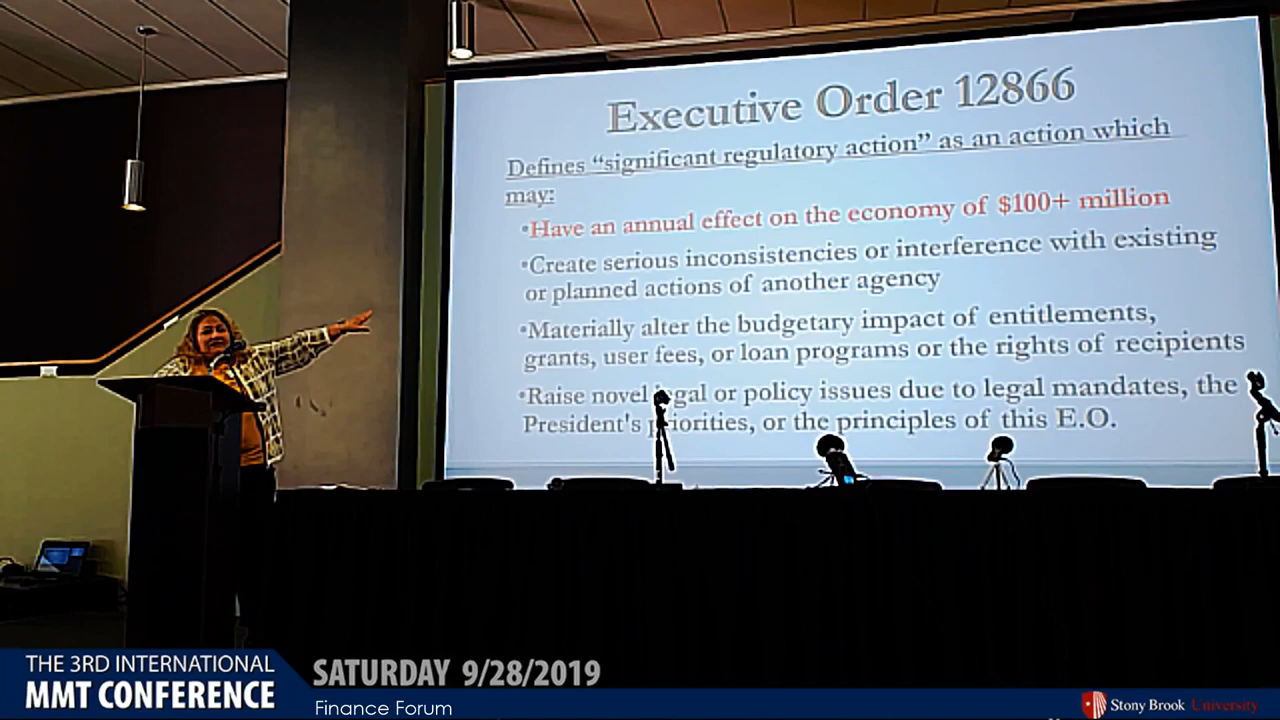 Executive Order 12866
Defines “significant regulatory action” as an action which
may:
•Have an annual effect on the economy of $100+ million
•Create serious inconsistencies or interference with existing
or planned actions of another agency
•Materially alter the budgetary impact of entitlements,
grants, user fees, or loan programs or the rights of recipients
•Raise novel legal or policy issues due to legal mandates, the
President's priorities, or the principles of this E.O.
THE 3RD INTERNATIONAL
MMT CONFERENCE
SATURDAY 9/28/2019
Finance Forum
Stony Brook University